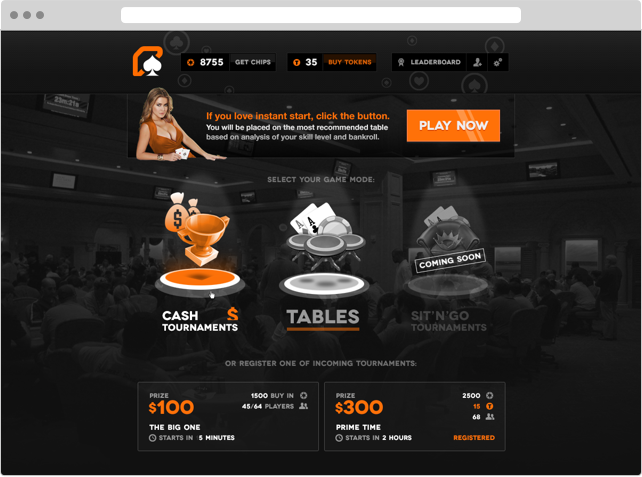 8755 GET CHIPS
35 BUY TOKENS
LEADERBOARD
If you love instant start, click the button.
You will be placed on the most recommended table
based on analysis of your skill level and bankroll.
PLAY NOW
SELECT YOUR GAME MODE:
$
A A
COMING SOON
CASH $
TOURNAMENTS
TABLES
SIT'N'GO
TOURNAMENTS
OR REGISTER ONE OF INCOMING TOURNAMENTS:
PRIZE
$100
1500 BUY IN
45/64 PLAYERS
THE BIG ONE
STARTS IN 5 MINUTES
PRIZE
$300
2500
15
68
PRIME TIME
STARTS IN 2 HOURS
REGISTERED